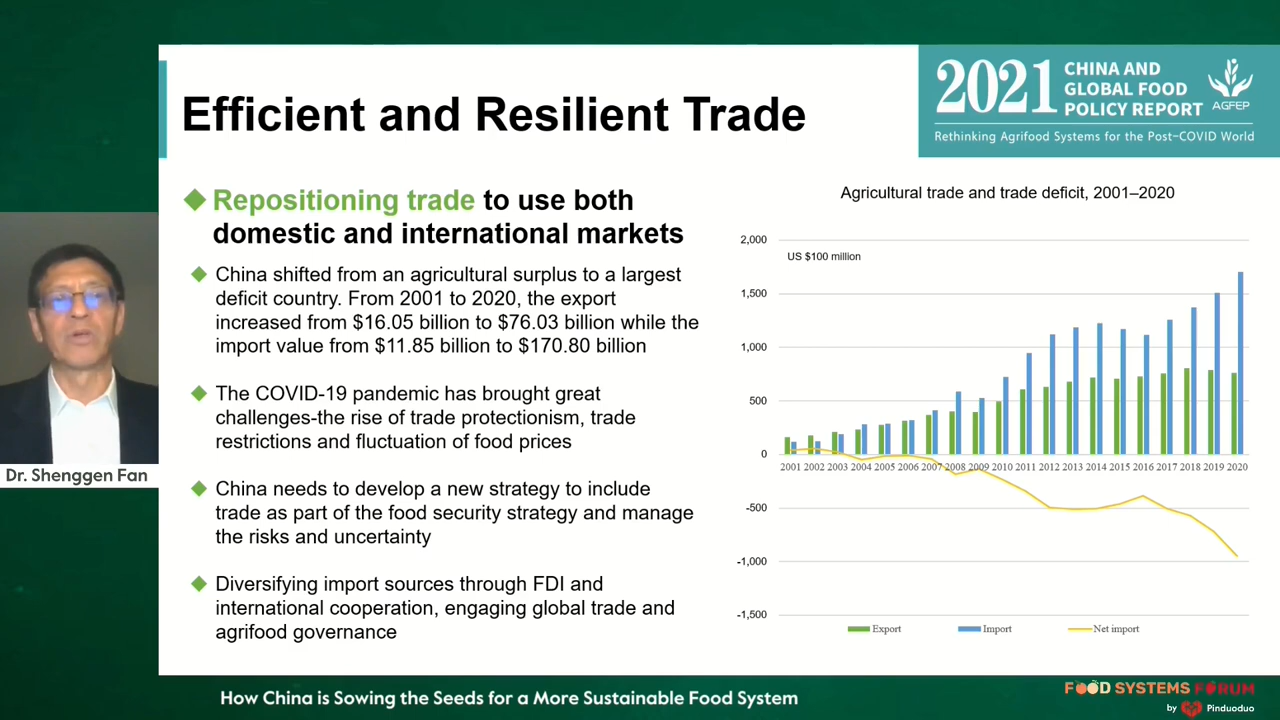 Efficient and Resilient Trade
2021
CHINA AND
GLOBAL FOOD
POLICY REPORT
AGFEP
Rethinking Agrifood Systems for the Post-COVID World
Repositioning trade to use both
domestic and international markets
China shifted from an agricultural surplus to a largest
deficit country. From 2001 to 2020, the export
increased from $16.05 billion to $76.03 billion while the
import value from $11.85 billion to $170.80 billion
The COVID-19 pandemic has brought great
challenges-the rise of trade protectionism, trade
restrictions and fluctuation of food prices
China needs to develop a new strategy to include
trade as part of the food security strategy and manage
the risks and uncertainty
Diversifying import sources through FDI and
international cooperation, engaging global trade and
agrifood governance
Agricultural trade and trade deficit, 2001–2020
US $100 million
2,000
1,500
1,000
500
0
-500
-1,000
-1,500
2001 2002 2003 2004 2005 2006 2007 2008 2009 2010 2011 2012 2013 2014 2015 2016 2017 2018 2019 2020
Export Import Net import
Dr. Shenggen Fan
How China is Sowing the Seeds for a More Sustainable Food System
FOOD SYSTEMS FORUM
by Pinduoduo